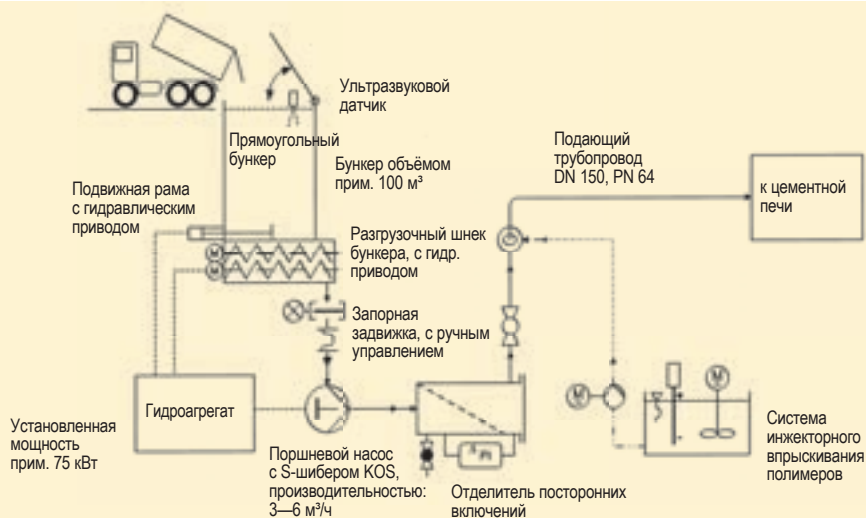 Ультразвуковой
датчик
Прямоугольный
бункер
Бункер объёмом
прим. 100 м³
Подающий
трубопровод
DN 150, PN 64
к цементной
печи
Подвижная рама
с гидравлическим
приводом
Разгрузочный шнек
бункера, с гидр.
приводом
M
M
Запорная
задвижка, с ручным
управлением
Гидроагрегат
Установленная
мощность
прим. 75 кВт
Поршневой насос
с S-шибером KOS,
производительностью:
3—6 м³/ч
Отделитель посторонних
включений
M
M
Система
инжекторного
впрыскивания
полимеров